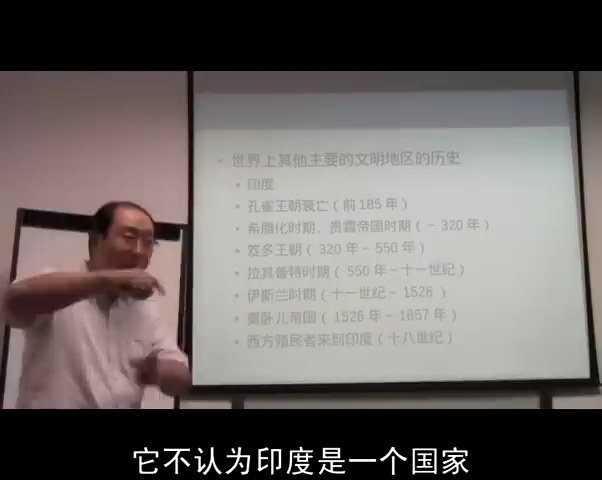 世界上其他主要的文明地区的历史
印度
孔雀王朝衰亡（前185年）
希腊化时期、贵霜帝国时期（－320年）
笈多王朝（320年－550年）
拉其普特时期（550年－十一世纪）
伊斯兰时期（十一世纪－1526）
莫卧儿帝国（1526年－1857年）
西方殖民者来到印度（十八世纪）
它不认为印度是一个国家